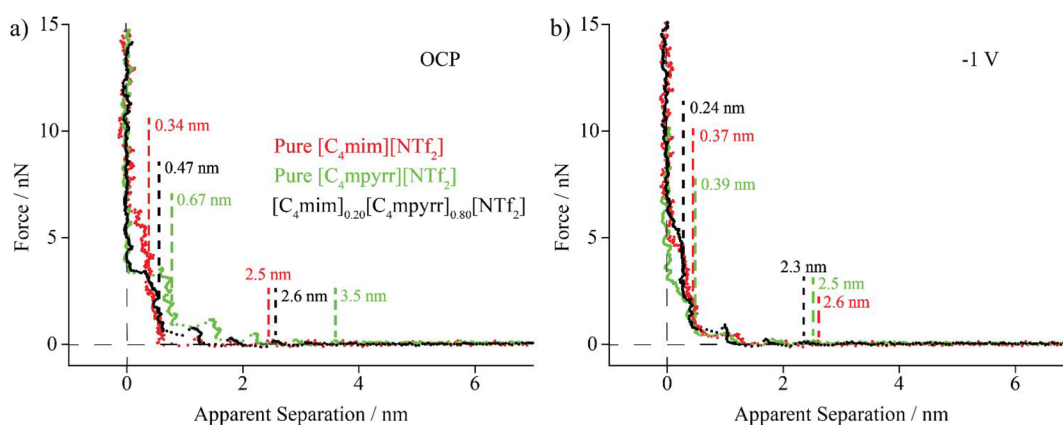 a)
OCP
15
10
5
0
Force / nN
0.34 nm
0.47 nm
0.67 nm
Pure [C₄mim][NTf₂]
Pure [C₄mpyrr][NTf₂]
[C₄mim]₀.₂₀[C₄mpyrr]₀.₈₀[NTf₂]
2.5 nm
2.6 nm
3.5 nm
0 2 4 6
Apparent Separation / nm
b)
-1 V
15
10
5
0
Force / nN
0.24 nm
0.37 nm
0.39 nm
2.3 nm
2.5 nm
2.6 nm
0 2 4 6
Apparent Separation / nm